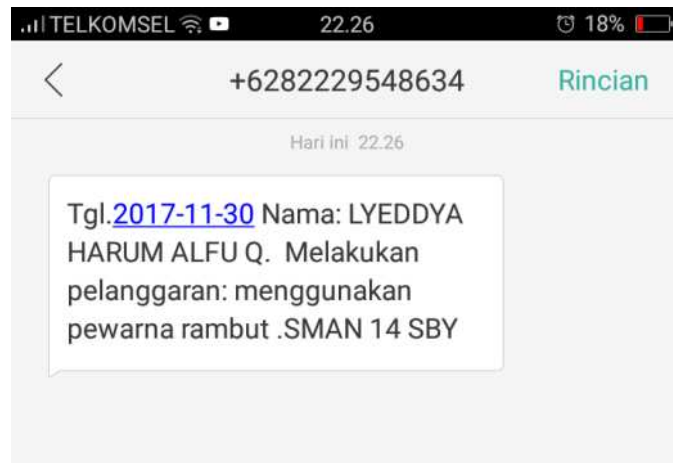 TELKOMSEL 22.26 18%
+6282229548634 Rincian
Hari ini 22.26
Tgl.2017-11-30 Nama: LYEDDYA
HARUM ALFU Q. Melakukan
pelanggaran: menggunakan
pewarna rambut .SMAN 14 SBY